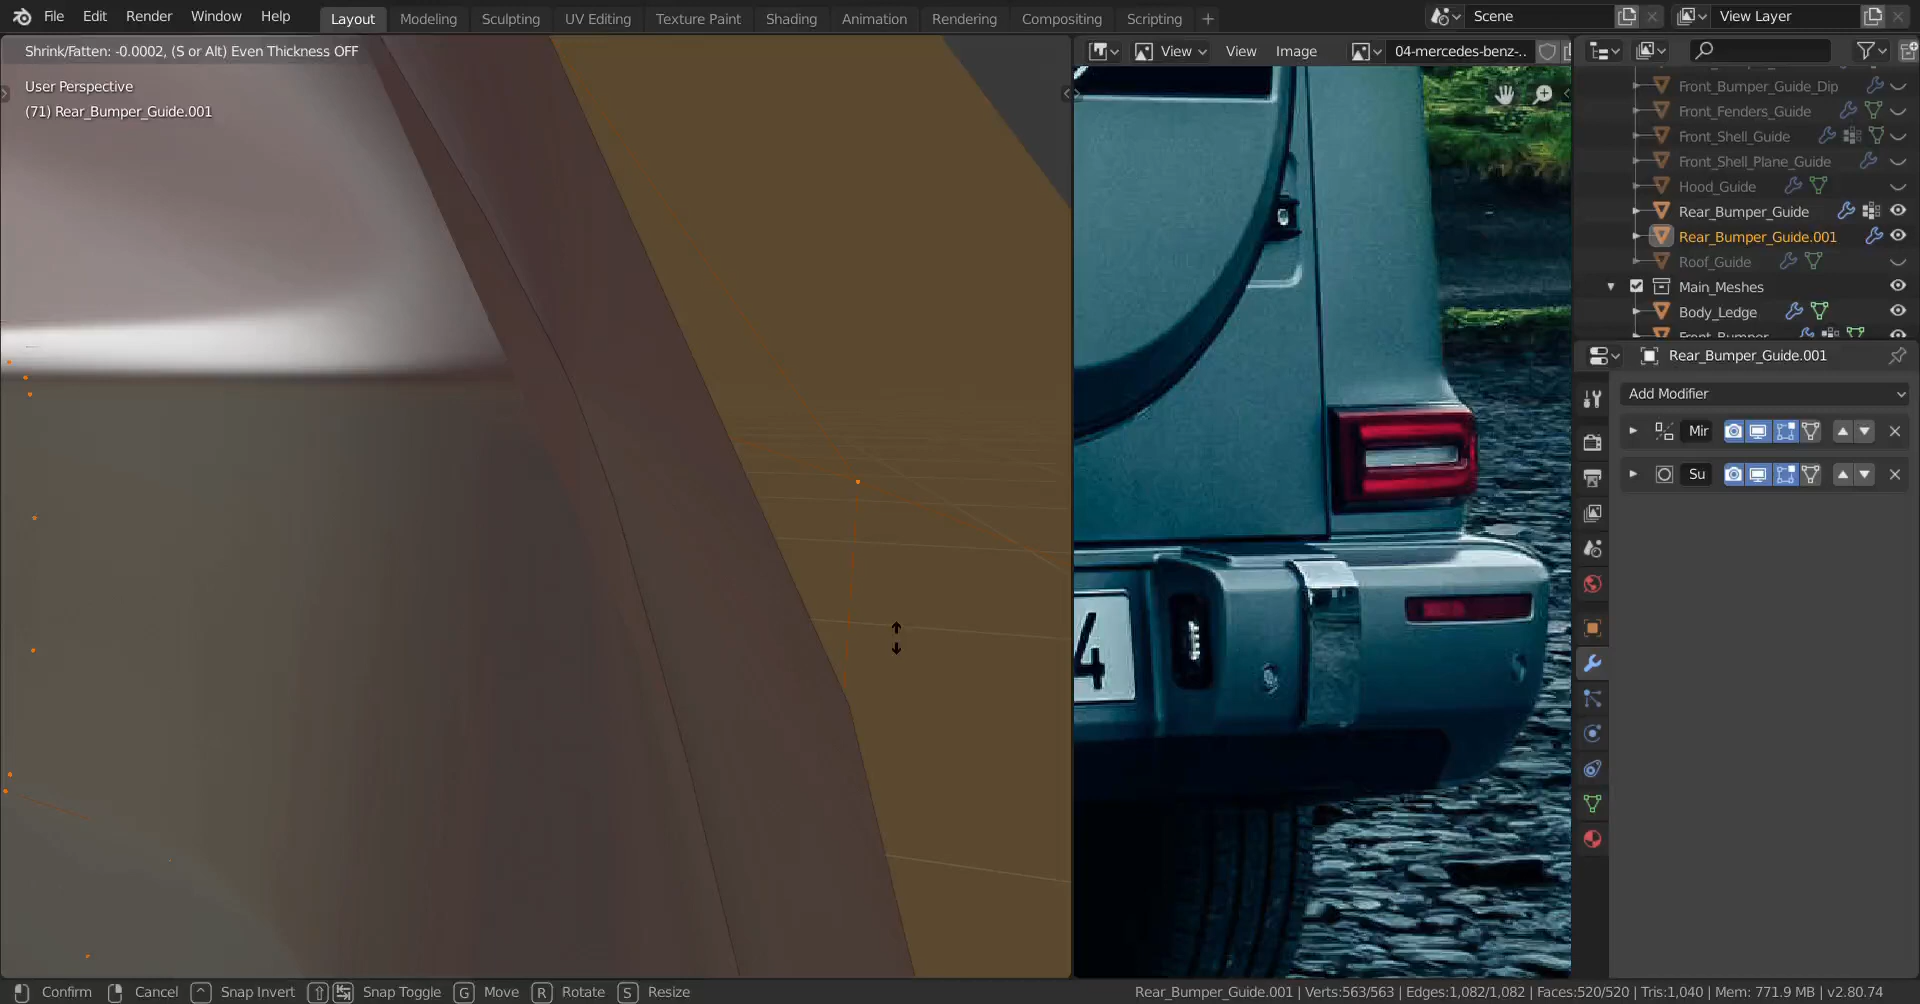 File Edit Render Window Help
Layout Modeling Sculpting UV Editing Texture Paint Shading Animation Rendering Compositing Scripting +
Scene
View Layer
Shrink/Fatten: -0.0002, (S or Alt) Even Thickness OFF
User Perspective
(71) Rear_Bumper_Guide.001
View View Image
04-mercedes-benz-..
4
Front_Bumper_Guide_Dip
Front_Fenders_Guide
Front_Shell_Guide
Front_Shell_Plane_Guide
Hood_Guide
Rear_Bumper_Guide
Rear_Bumper_Guide.001
Roof_Guide
Main_Meshes
Body_Ledge
Front_Bumper
Rear_Bumper_Guide.001
Add Modifier
Mir
Su
Confirm Cancel ^ Snap Invert Snap Toggle G Move R Rotate S Resize
Rear_Bumper_Guide.001 | Verts:563/563 | Edges:1,082/1,082 | Faces:520/520 | Tris:1,040 | Mem: 771.9 MB | v2.80.74